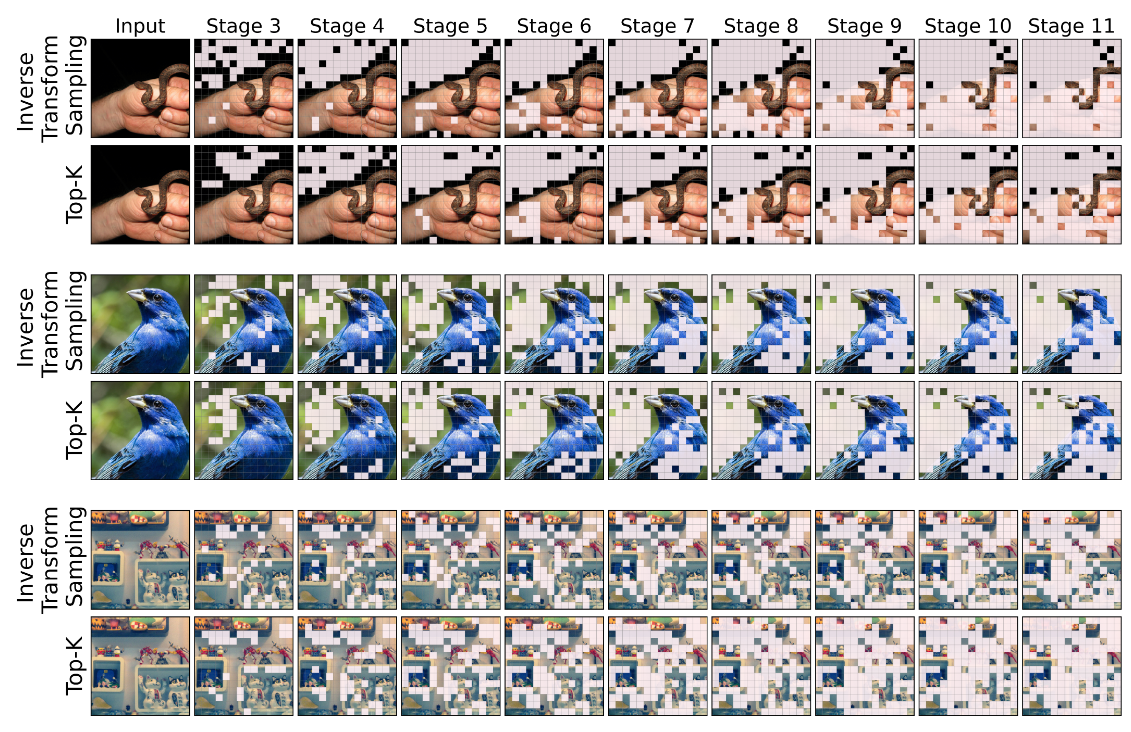 Input Stage 3 Stage 4 Stage 5 Stage 6 Stage 7 Stage 8 Stage 9 Stage 10 Stage 11
Inverse
Transform
Sampling
Top-K
Inverse
Transform
Sampling
Top-K
Inverse
Transform
Sampling
Top-K